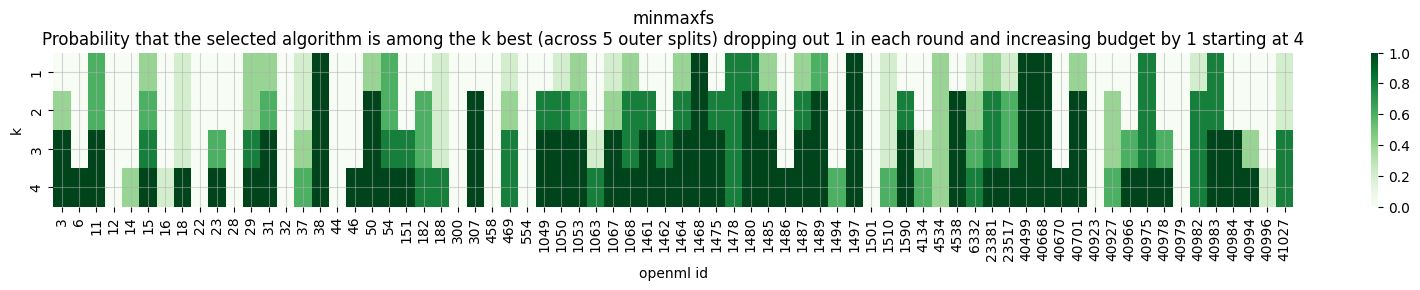 minmaxfs
Probability that the selected algorithm is among the k best (across 5 outer splits) dropping out 1 in each round and increasing budget by 1 starting at 4
k
1
2
3
4
3 6 11 12 14 15 16 18 22 23 28 29 31 32 37 38 44 46 50 54 151 182 188 300 307 458 469 554 1049 1050 1053 1063 1067 1068 1461 1462 1464 1468 1475 1478 1480 1485 1486 1487 1489 1494 1497 1501 1510 1590 4134 4534 4538 6332 23381 23517 40499 40668 40670 40701 40923 40927 40966 40975 40978 40979 40982 40983 40984 40994 40996 41027
openml id
1.0
0.8
0.6
0.4
0.2
0.0